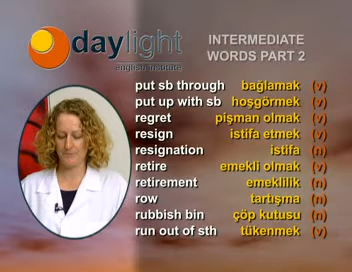 daylight
english institute
INTERMEDIATE
WORDS PART 2
put sb through bağlamak (v)
put up with sb hoşgörmek (v)
regret pişman olmak (v)
resign istifa etmek (v)
resignation istifa (n)
retire emekli olmak (v)
retirement emeklilik (n)
row tartışma (n)
rubbish bin çöp kutusu (n)
run out of sth tükenmek (v)